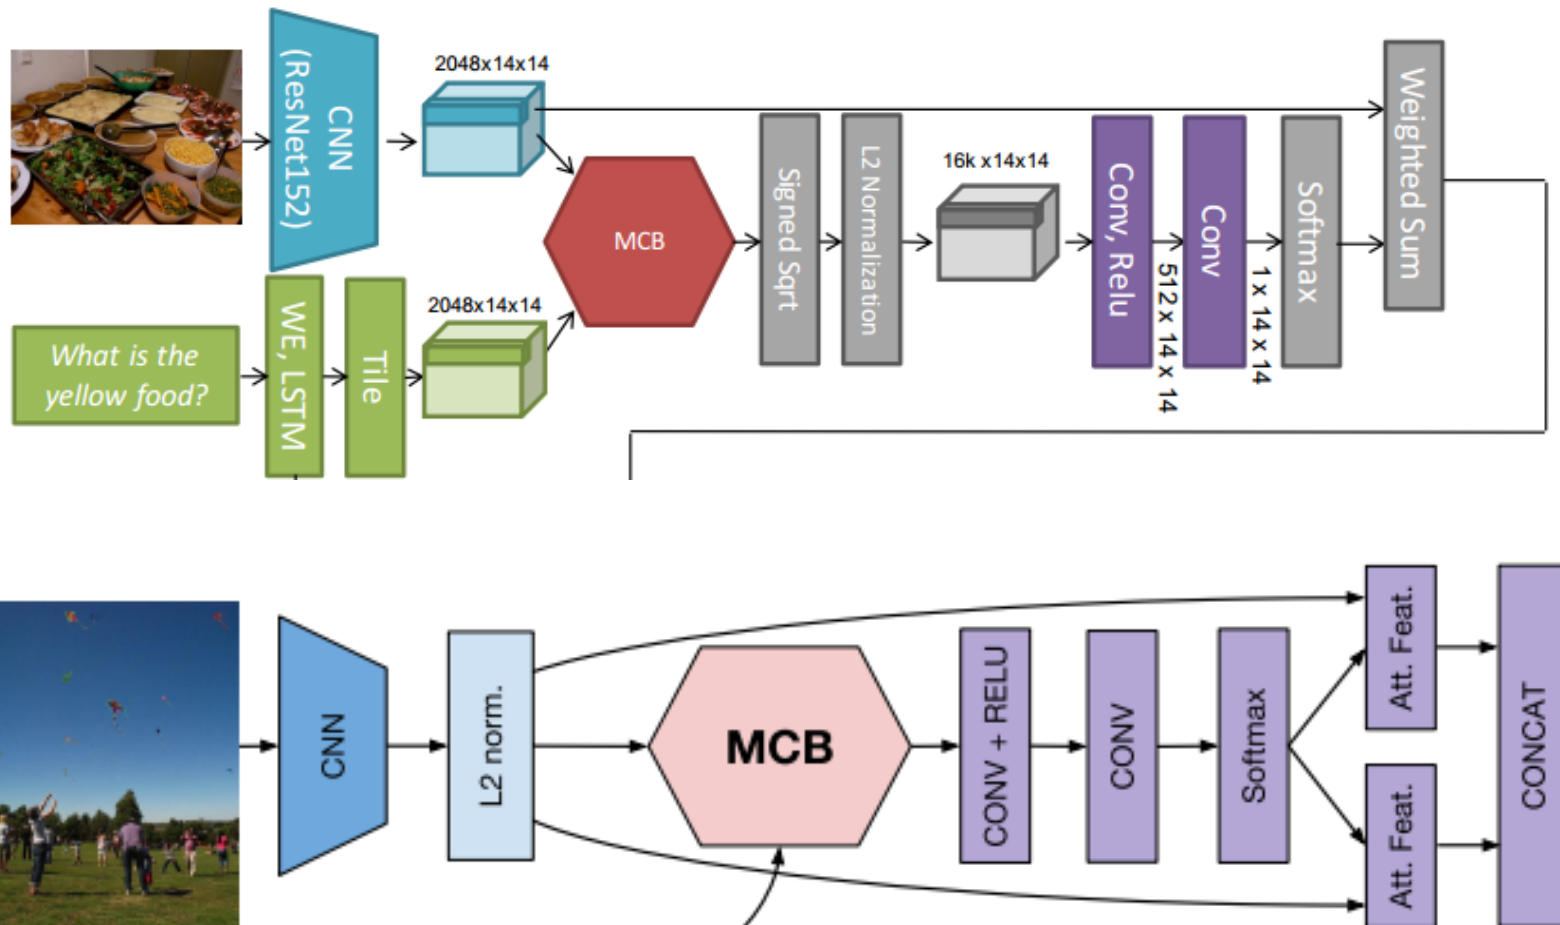 CNN
(ResNet152)
2048x14x14
MCB
Signed Sqrt
L2 Normalization
16k x14x14
Conv, Relu
512 x 14 x 14
Conv
1 x 14 x 14
Softmax
Weighted Sum
What is the
yellow food?
WE, LSTM
Tile
2048x14x14
CNN
L2 norm.
MCB
CONV + RELU
CONV
Softmax
Att. Feat.
Att. Feat.
CONCAT